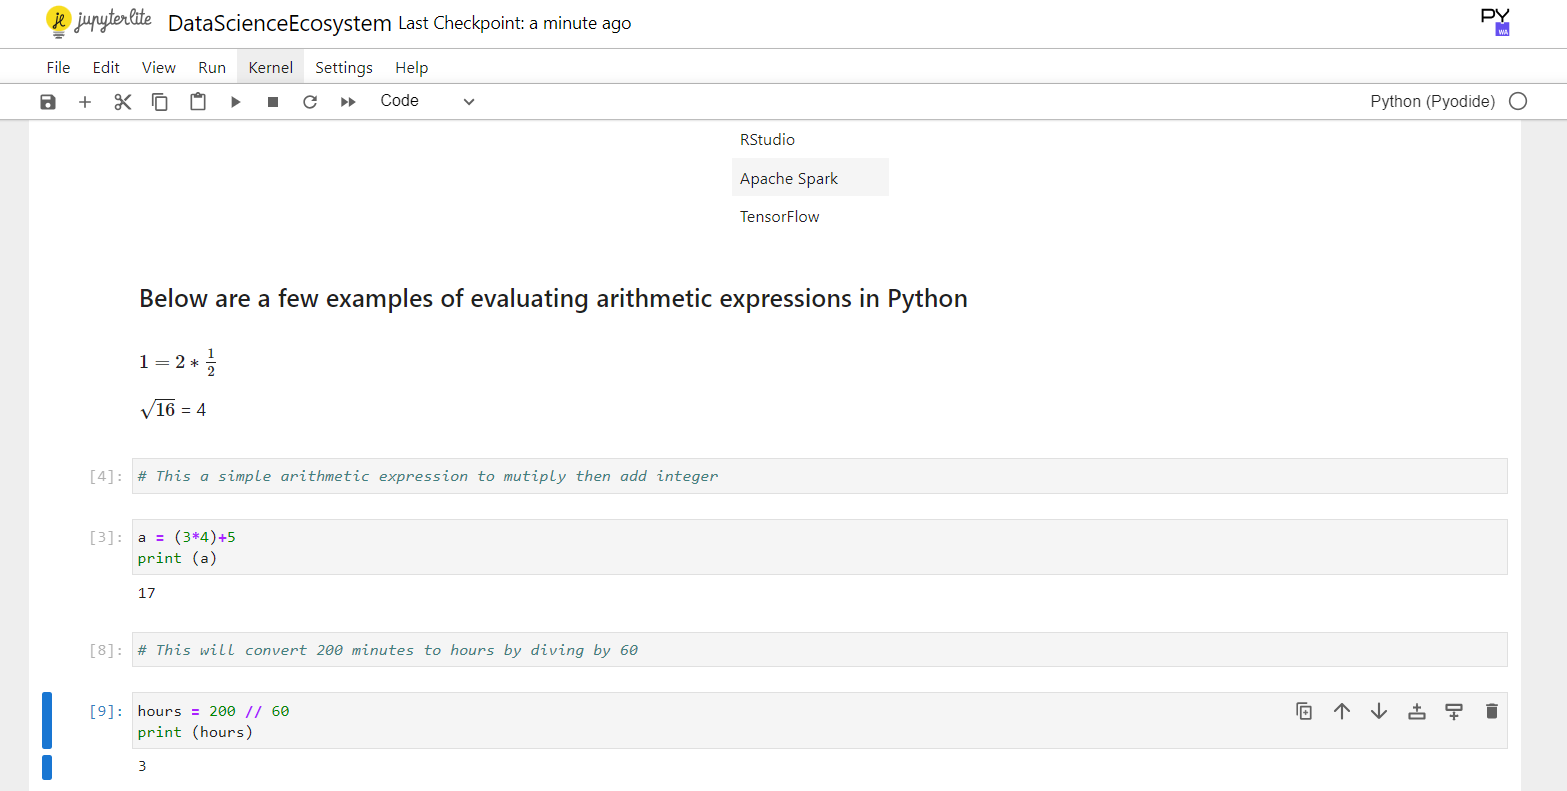 jupyterlite DataScienceEcosystem Last Checkpoint: a minute ago
PY
WA
File Edit View Run Kernel Settings Help
Code Python (Pyodide)
RStudio
Apache Spark
TensorFlow
Below are a few examples of evaluating arithmetic expressions in Python
1 = 2 * 1/2
√16 = 4
[4]: # This a simple arithmetic expression to mutiply then add integer
[3]: a = (3*4)+5
print (a)
17
[8]: # This will convert 200 minutes to hours by diving by 60
[9]: hours = 200 // 60
print (hours)
3